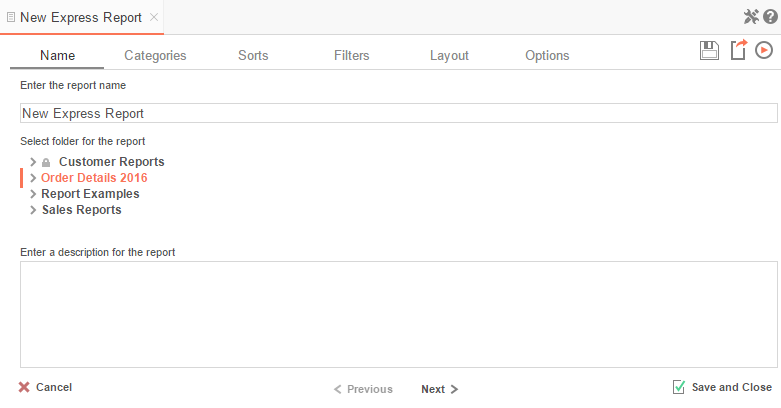 New Express Report
Name Categories Sorts Filters Layout Options
Enter the report name
New Express Report
Select folder for the report
Customer Reports
Order Details 2016
Report Examples
Sales Reports
Enter a description for the report
Cancel Previous Next Save and Close